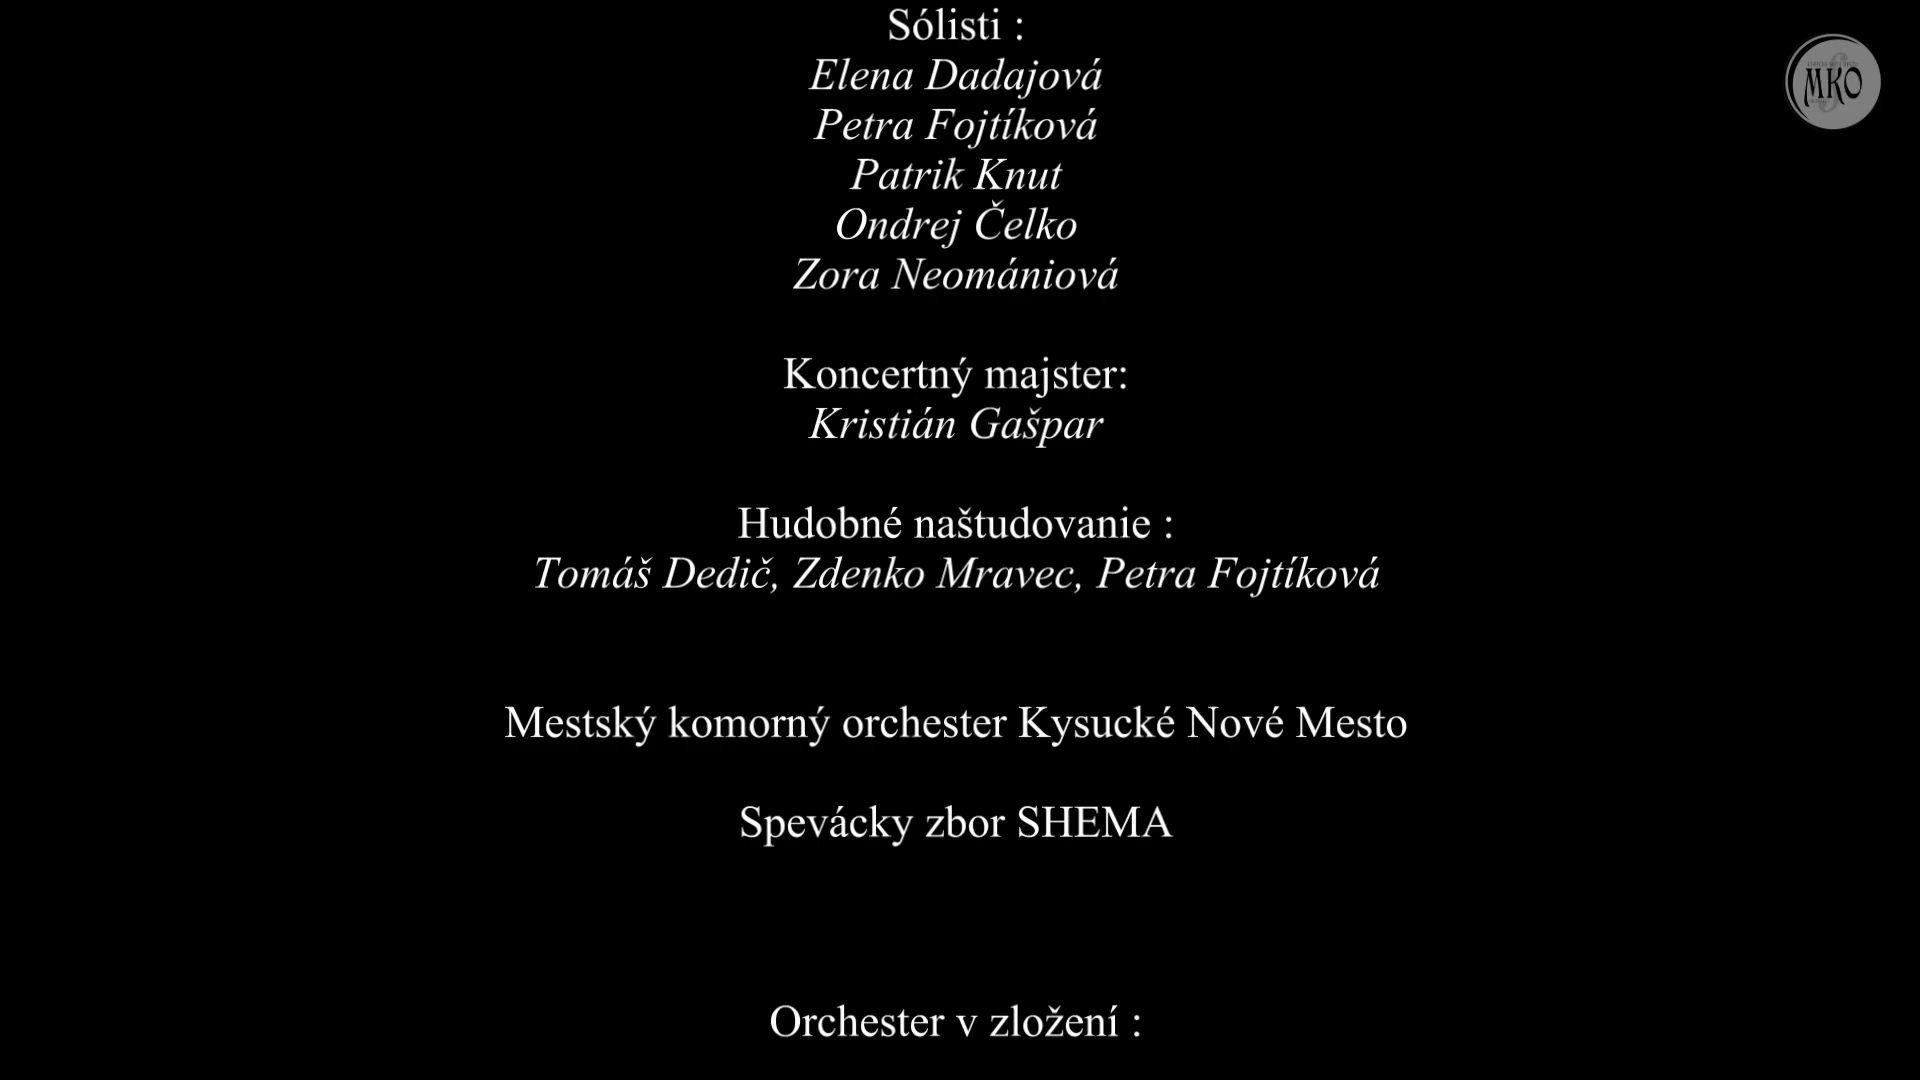 Sólisti :
Elena Dadajová
Petra Fojtíková
Patrik Knut
Ondrej Čelko
Zora Neomániová
Koncertný majster:
Kristián Gašpar
Hudobné naštudovanie :
Tomáš Dedič, Zdenko Mravec, Petra Fojtíková
Mestský komorný orchester Kysucké Nové Mesto
Spevácky zbor SHEMA
Orchester v zložení :
MKO